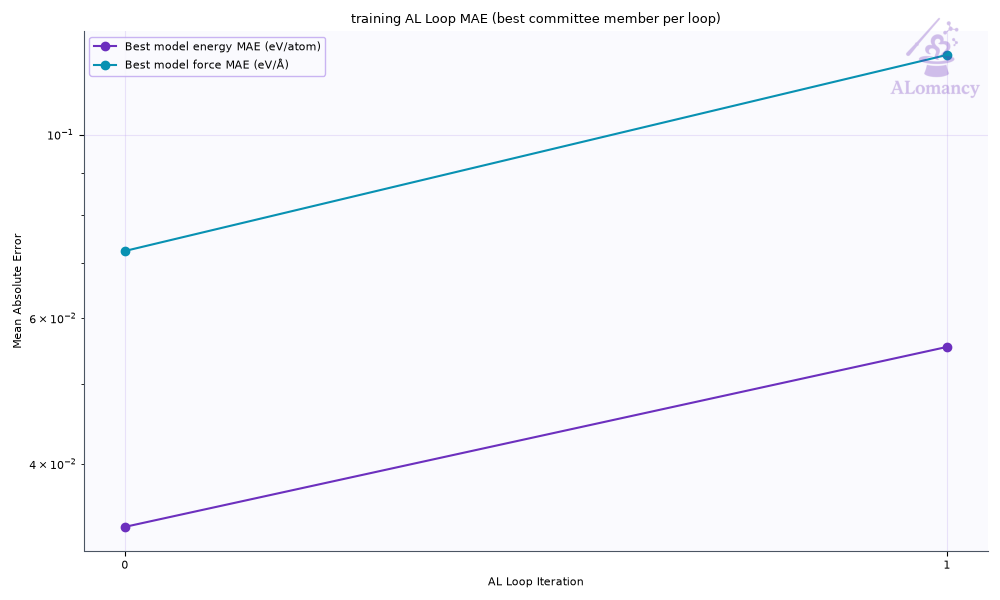 training AL Loop MAE (best committee member per loop)
Best model energy MAE (eV/atom)
Best model force MAE (eV/Å)
ALomancy
10⁻¹
6 × 10⁻²
4 × 10⁻²
Mean Absolute Error
0
1
AL Loop Iteration